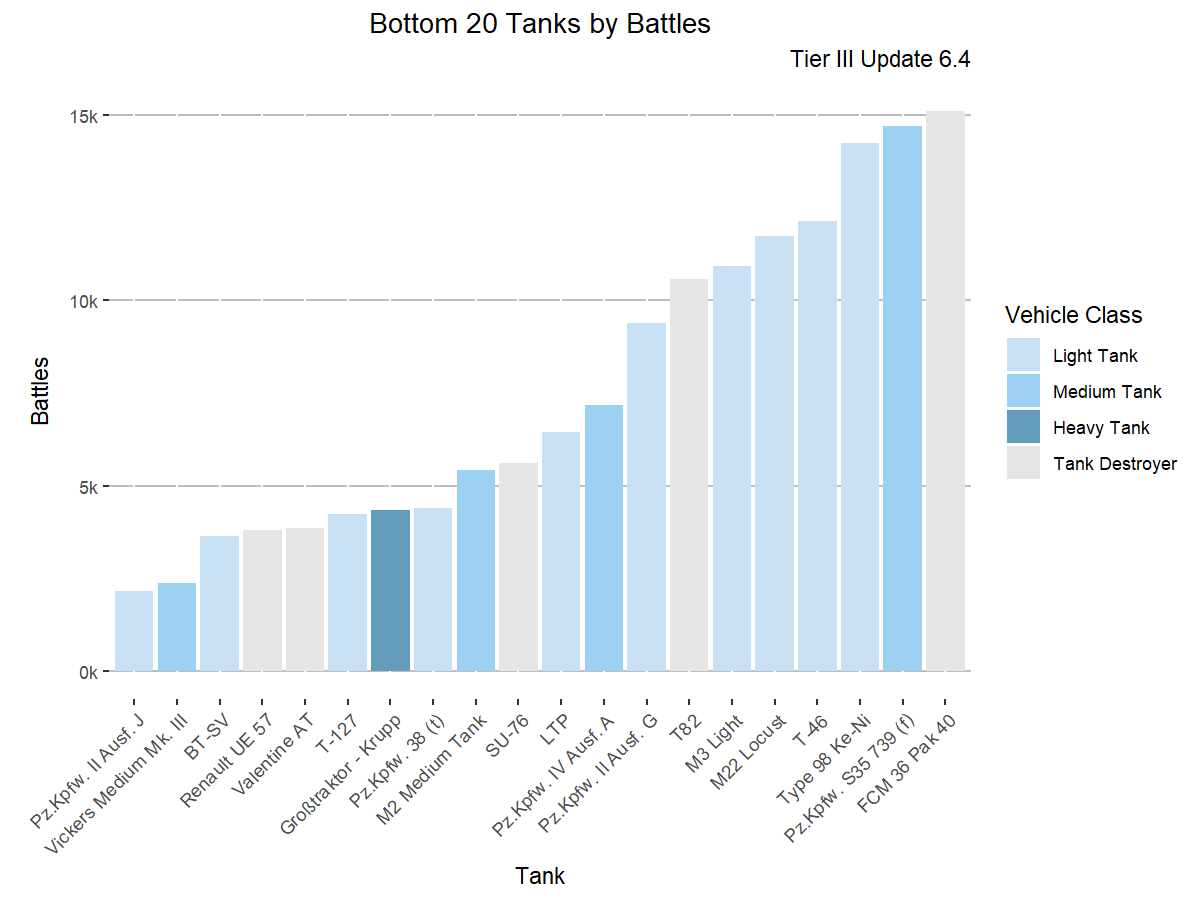 Bottom 20 Tanks by Battles
Tier III Update 6.4
15k
10k
5k
0k
Battles
Pz.Kpfw. II Ausf. J
Vickers Medium Mk. III
BT-SV
Renault UE 57
Valentine AT
T-127
Großtraktor - Krupp
Pz.Kpfw. 38 (t)
M2 Medium Tank
SU-76
LTP
Pz.Kpfw. IV Ausf. A
Pz.Kpfw. II Ausf. G
T82
M3 Light
M22 Locust
T-46
Type 98 Ke-Ni
Pz.Kpfw. S35 739 (f)
FCM 36 Pak 40
Tank
Vehicle Class
Light Tank
Medium Tank
Heavy Tank
Tank Destroyer